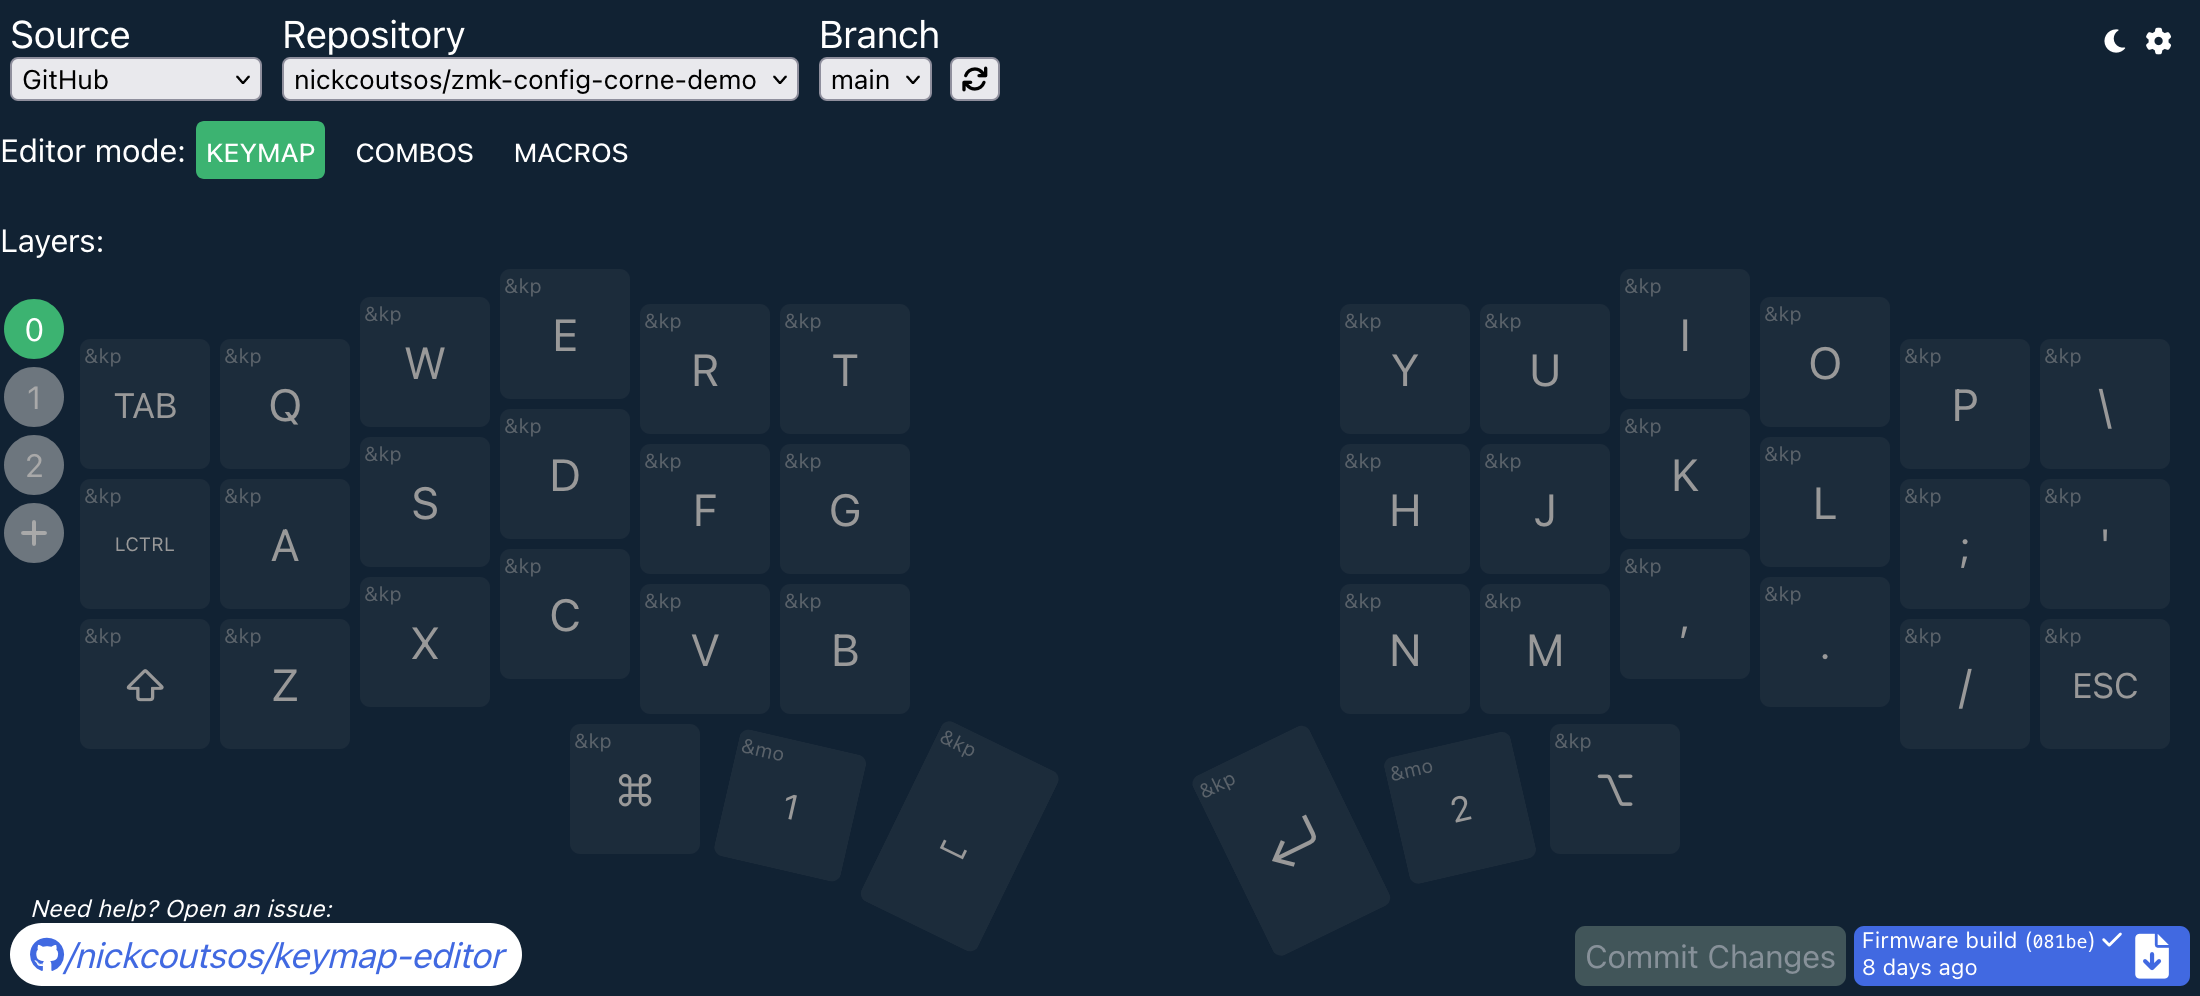 Source
Repository
Branch
GitHub
nickcoutsos/zmk-config-corne-demo
main
Editor mode:
KEYMAP
COMBOS
MACROS
Layers:
0
1
2
+
&kp TAB
&kp Q
&kp W
&kp E
&kp R
&kp T
&kp Y
&kp U
&kp I
&kp O
&kp P
&kp \
&kp LCTRL
&kp A
&kp S
&kp D
&kp F
&kp G
&kp H
&kp J
&kp K
&kp L
&kp ;
&kp '
&kp ⇧
&kp Z
&kp X
&kp C
&kp V
&kp B
&kp N
&kp M
&kp ,
&kp .
&kp /
&kp ESC
&kp ⌘
&mo 1
&kp ⎵
&kp ↵
&mo 2
&kp ⌥
Need help? Open an issue:
/nickcoutsos/keymap-editor
Commit Changes
Firmware build (081be) ✓
8 days ago